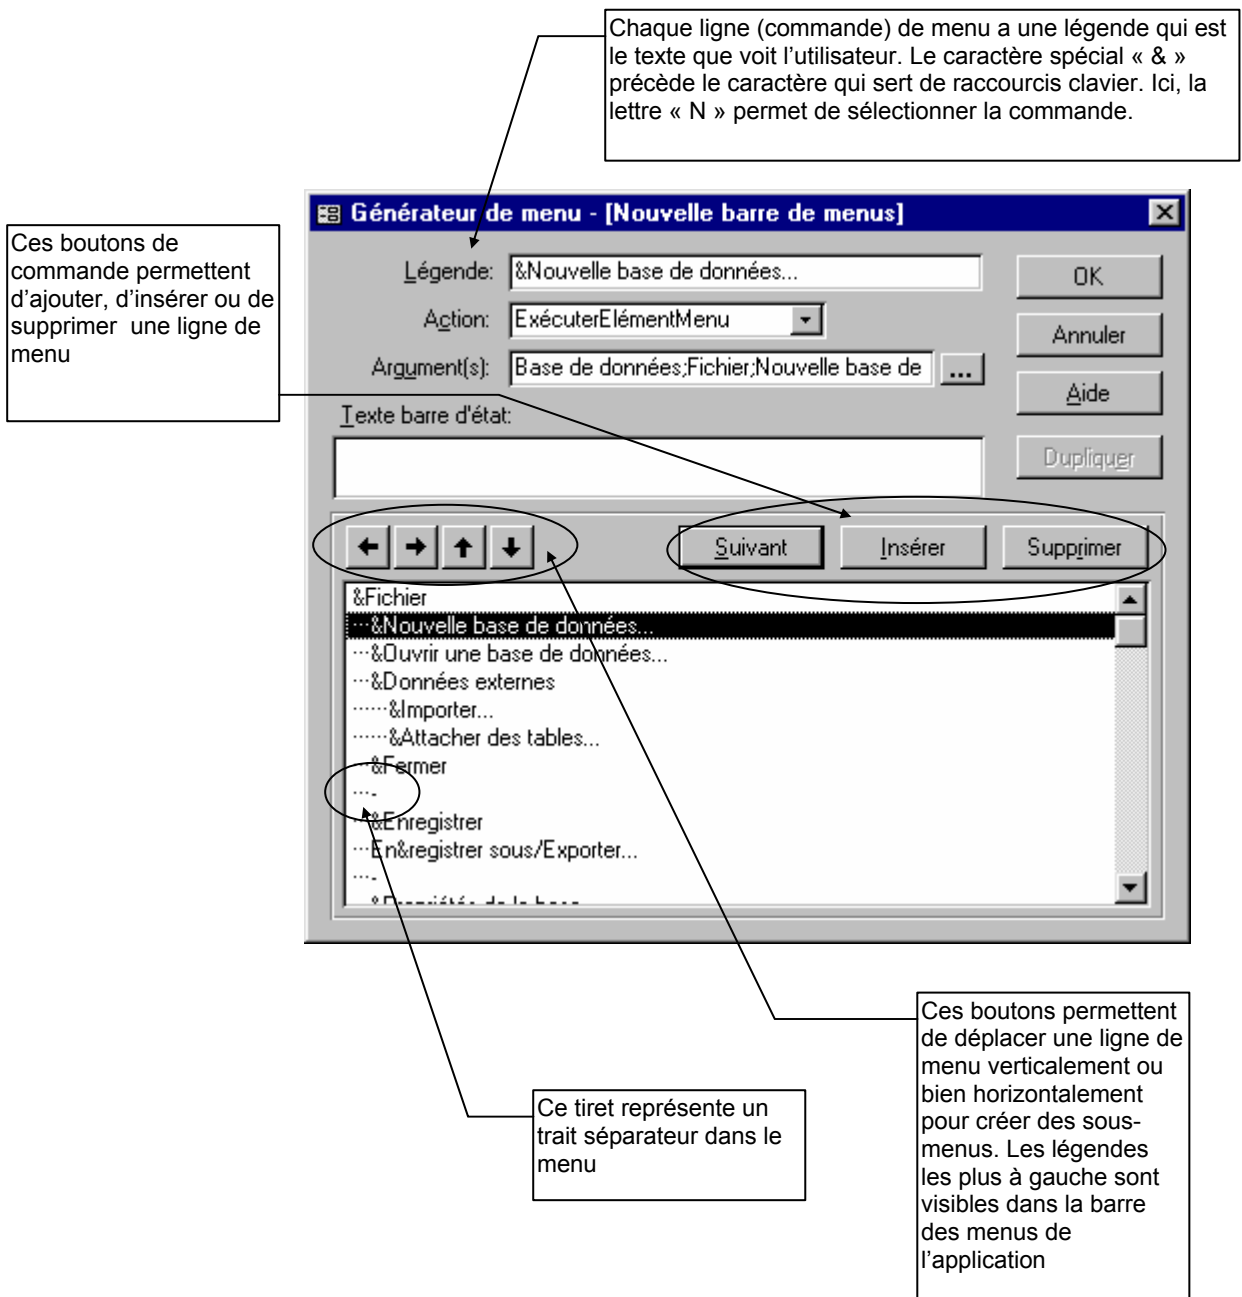 Chaque ligne (commande) de menu a une légende qui est
le texte que voit l’utilisateur. Le caractère spécial « & »
précède le caractère qui sert de raccourcis clavier. Ici, la
lettre « N » permet de sélectionner la commande.
Générateur de menu - [Nouvelle barre de menus]
Ces boutons de
commande permettent
d’ajouter, d’insérer ou de
supprimer une ligne de
menu
Légende: &Nouvelle base de données...
OK
Action: ExécuterElémentMenu
Annuler
Argument(s): Base de données;Fichier;Nouvelle base de ...
Aide
Texte barre d'état:
Dupliquer
Suivant Insérer Supprimer
&Fichier
···&Nouvelle base de données...
···&Ouvrir une base de données...
···&Données externes
······&Importer...
······&Attacher des tables...
···&Fermer
···-
···&Enregistrer
···En&registrer sous/Exporter...
···-
&Propriétés de la base
Ces boutons permettent
de déplacer une ligne de
menu verticalement ou
bien horizontalement
pour créer des sous-
menus. Les légendes
les plus à gauche sont
visibles dans la barre
des menus de
l’application
Ce tiret représente un
trait séparateur dans le
menu